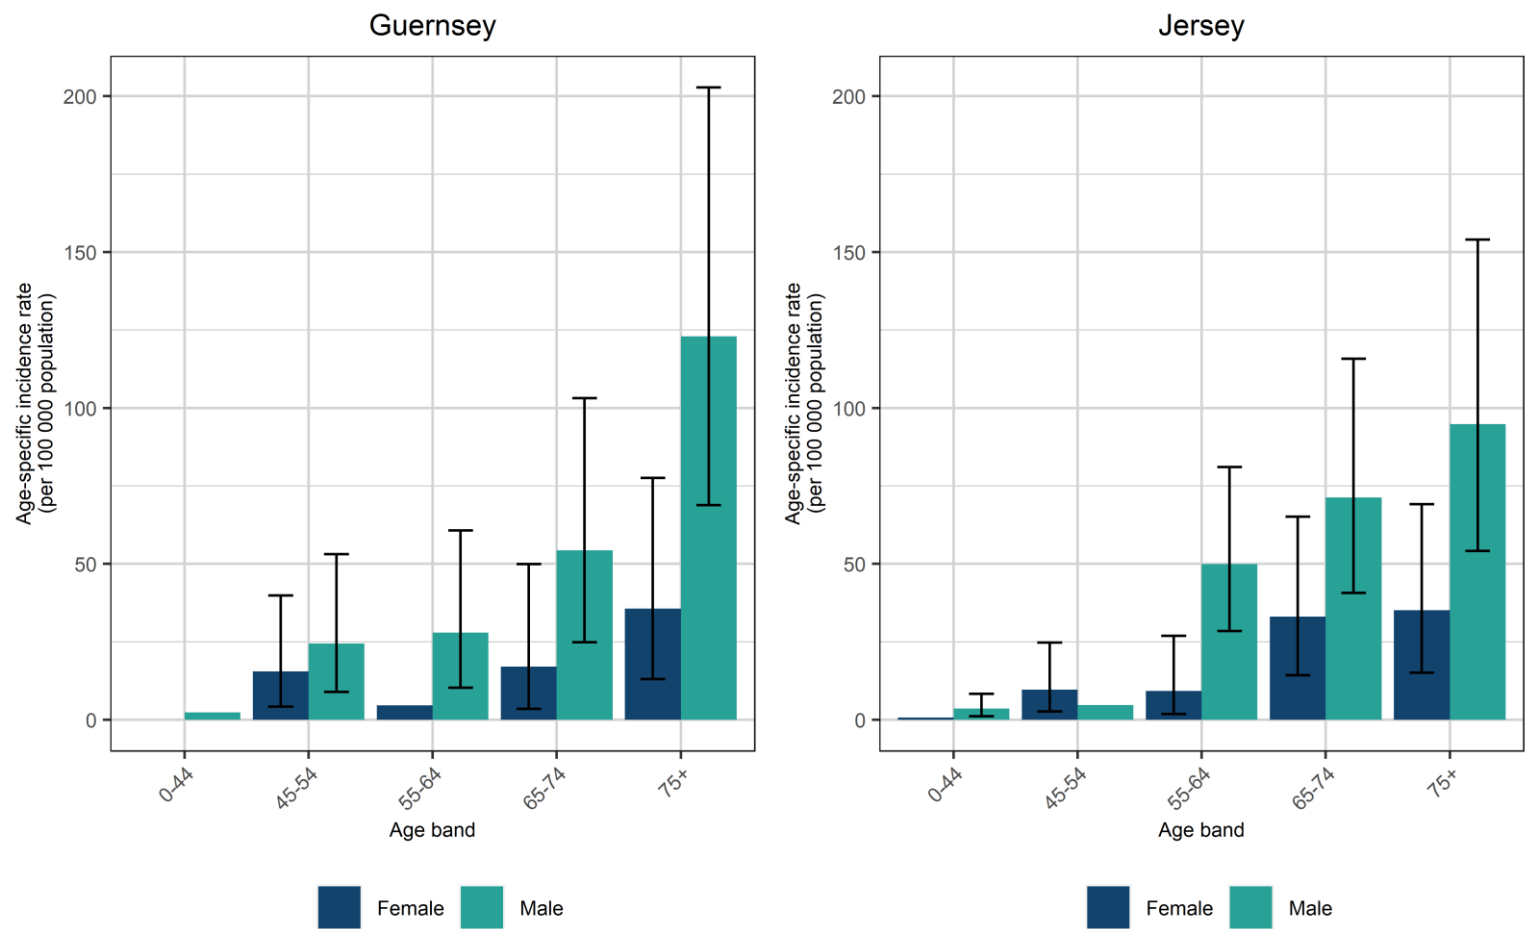 Guernsey
200
150
100
50
0
Age-specific incidence rate
(per 100 000 population)
0-44
45-54
55-64
65-74
75+
Age band
Female
Male
Jersey
200
150
100
50
0
Age-specific incidence rate
(per 100 000 population)
0-44
45-54
55-64
65-74
75+
Age band
Female
Male